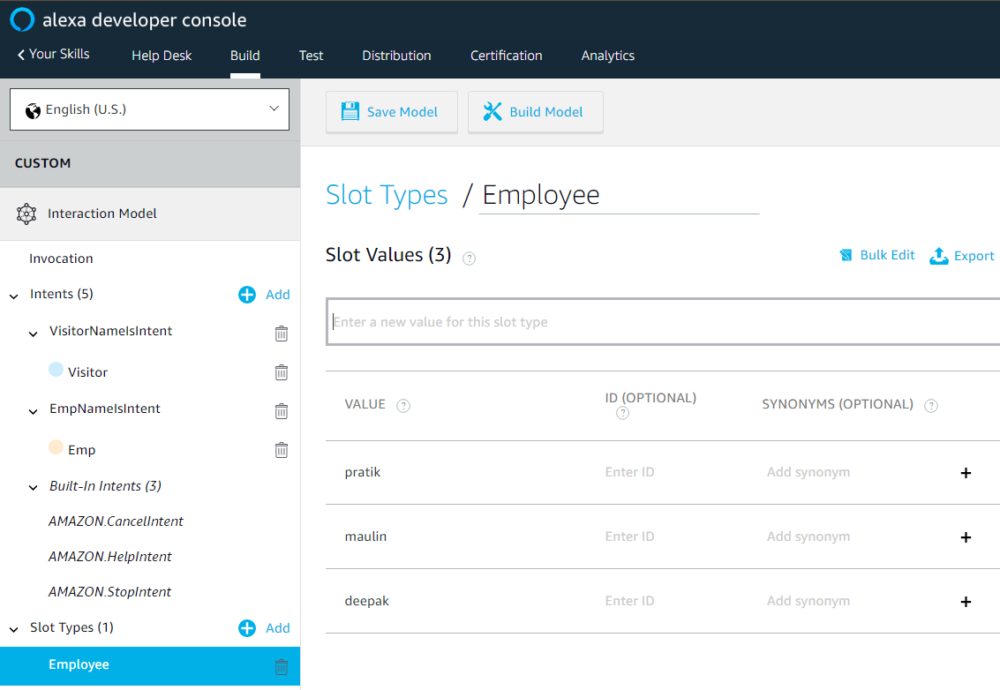 alexa developer console
Your Skills Help Desk Build Test Distribution Certification Analytics
English (U.S.)
Save Model Build Model
CUSTOM
Interaction Model
Slot Types / Employee
Invocation
Slot Values (3) ?
Bulk Edit Export
Intents (5) Add
Enter a new value for this slot type
VisitorNameIsIntent
Visitor
EmpNameIsIntent
Emp
Built-In Intents (3)
AMAZON.CancelIntent
AMAZON.HelpIntent
AMAZON.StopIntent
Slot Types (1) Add
Employee
VALUE ? ID (OPTIONAL) ? SYNONYMS (OPTIONAL) ?
pratik Enter ID Add synonym +
maulin Enter ID Add synonym +
deepak Enter ID Add synonym +